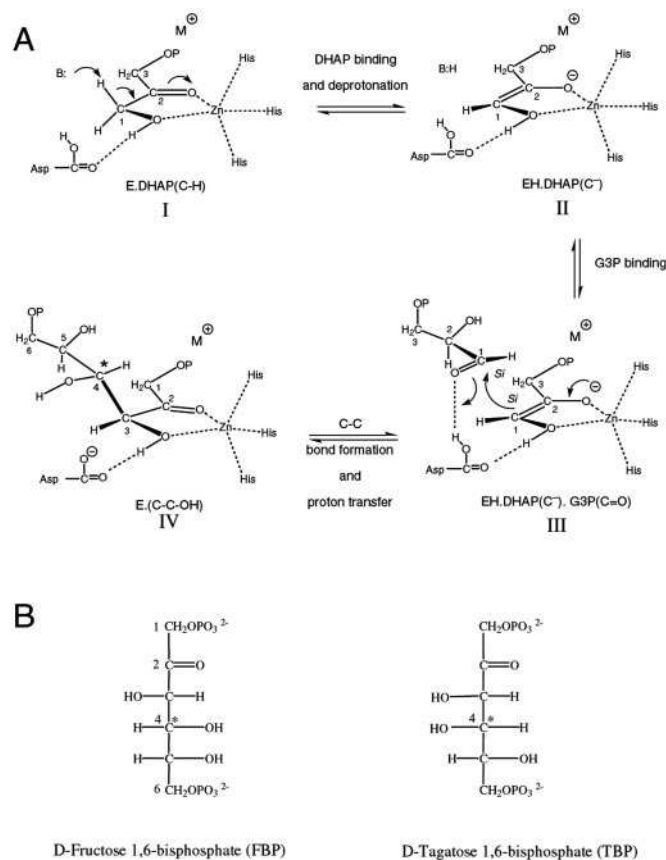 A
M⊕
OP
H2C 3
B: H
2 O
C 1
H O
H
HO
Asp C=O
Zn
His
His
His
E.DHAP(C-H)
I
DHAP binding
and deprotonation
M⊕
OP
B:H
H2C 3
2 O⊖
H 1
O
H
HO
Asp C=O
Zn
His
His
His
EH.DHAP(C⁻)
II
G3P binding
OP
H2C 6
5 OH
H
* H
HO 4
M⊕
OP
H2C 1
2 O
H 3
O
H
O⊖
Asp C=O
Zn
His
His
His
E.(C-C-OH)
IV
C-C
bond formation
and
proton transfer
OP
H2C 3
2 OH
H
1 H
O
Si
M⊕
OP
H2C 3
Si
2 O⊖
H 1
O
H
HO
Asp C=O
Zn
His
His
His
EH.DHAP(C⁻). G3P(C=O)
III
B
1 CH2OPO3 2-
2 C=O
HO-C-H
4 H-C*-OH
H-C-OH
6 CH2OPO3 2-
D-Fructose 1,6-bisphosphate (FBP)
CH2OPO3 2-
C=O
HO-C-H
4 HO-C*-H
H-C-OH
CH2OPO3 2-
D-Tagatose 1,6-bisphosphate (TBP)